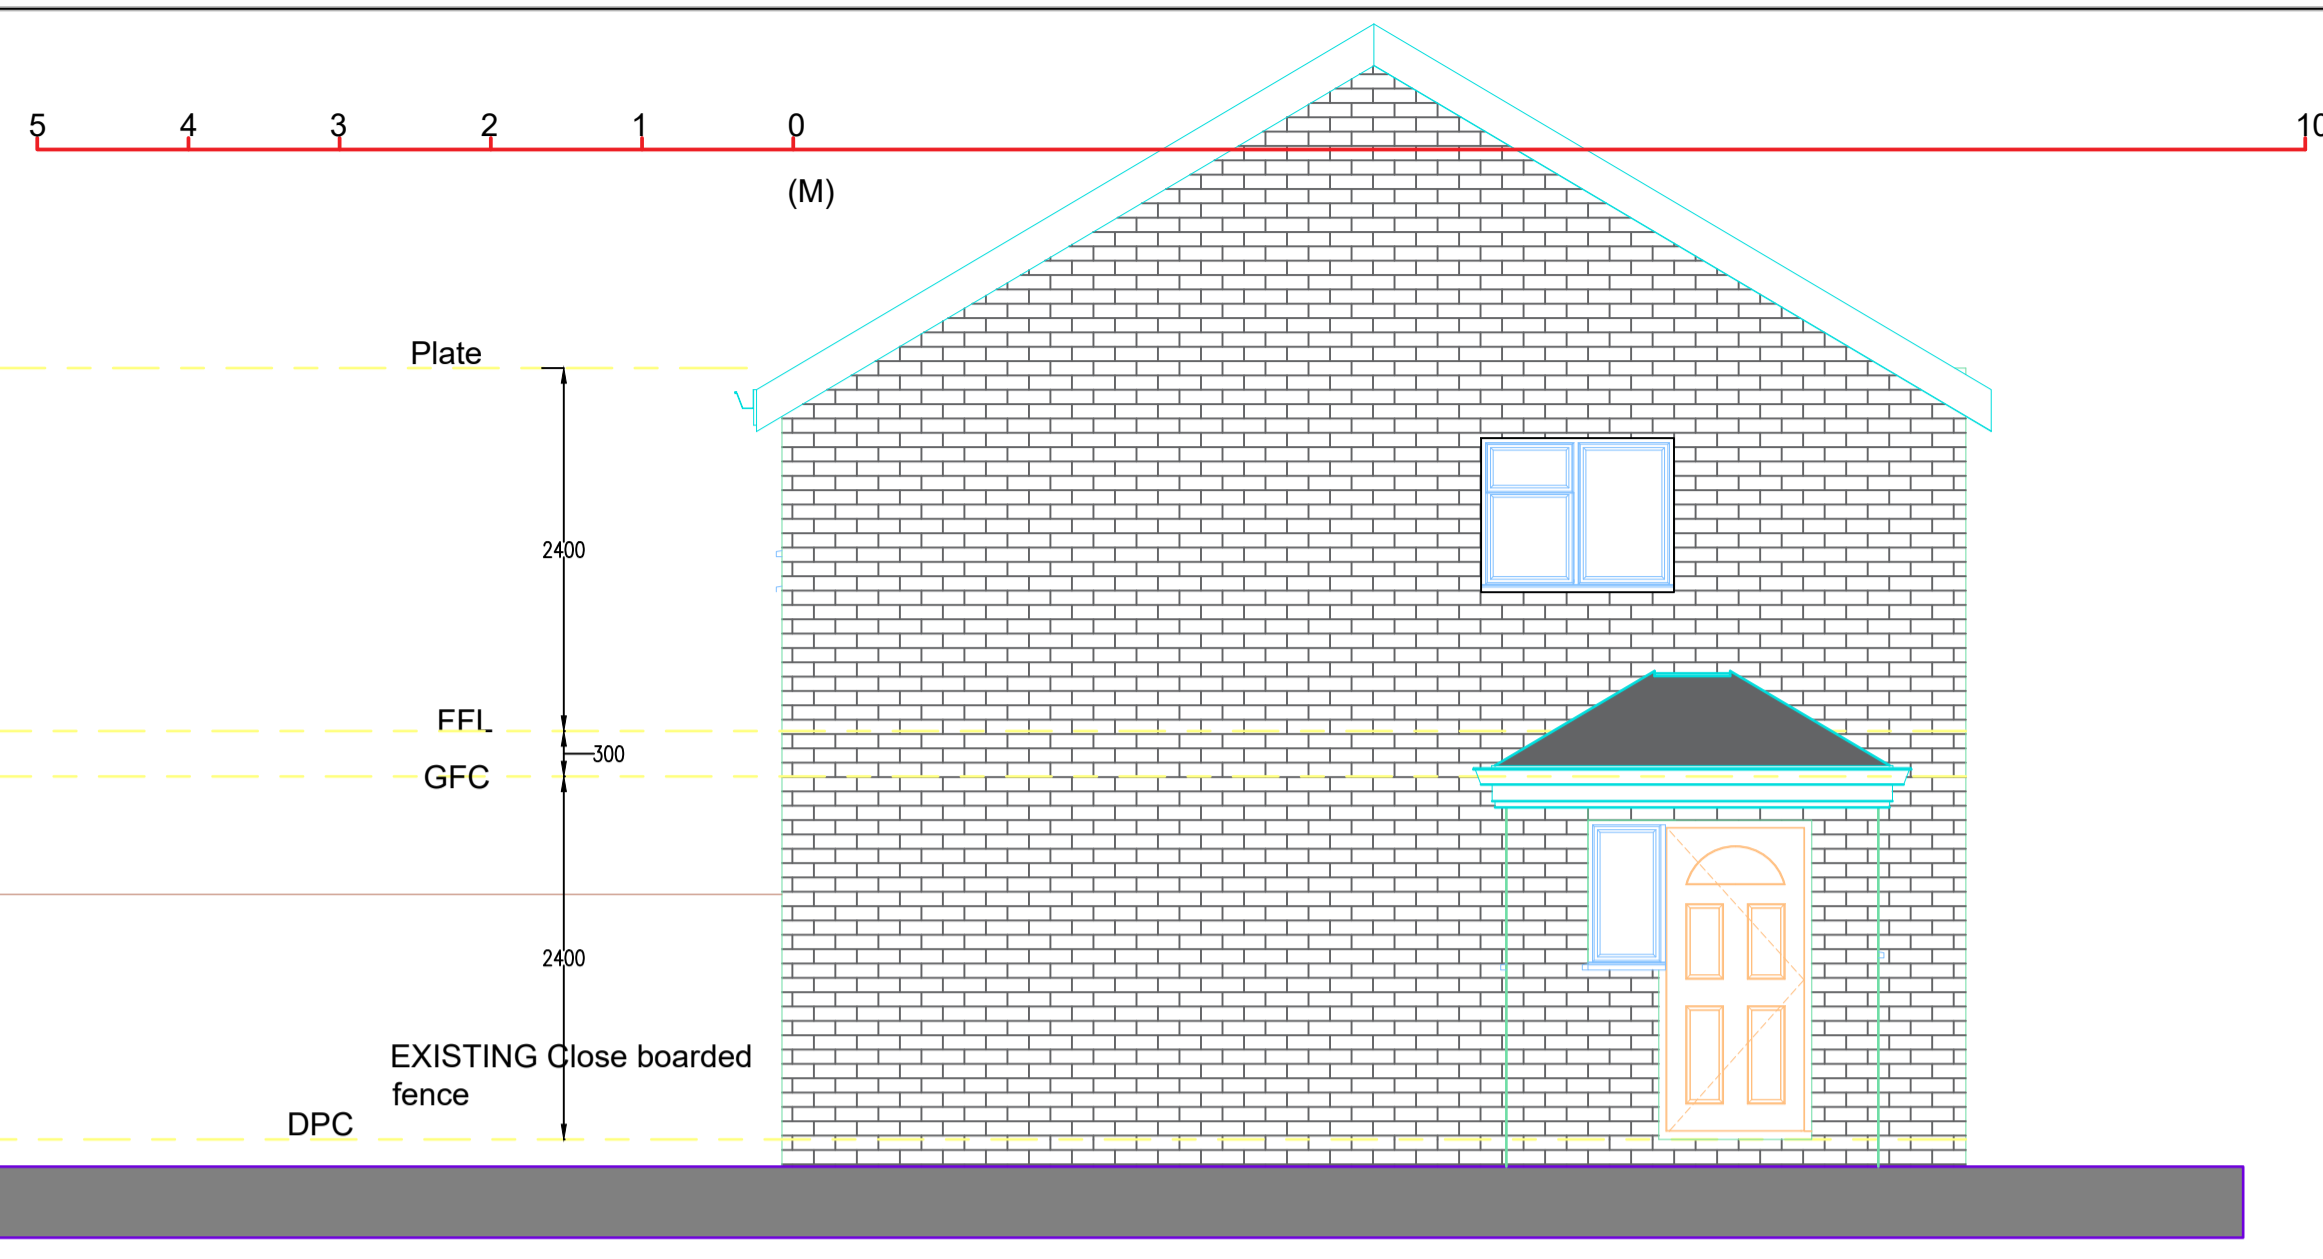 5 4 3 2 1 0 10
(M)
Plate
2400
FFL
300
GFC
2400
EXISTING Close boarded
fence
DPC